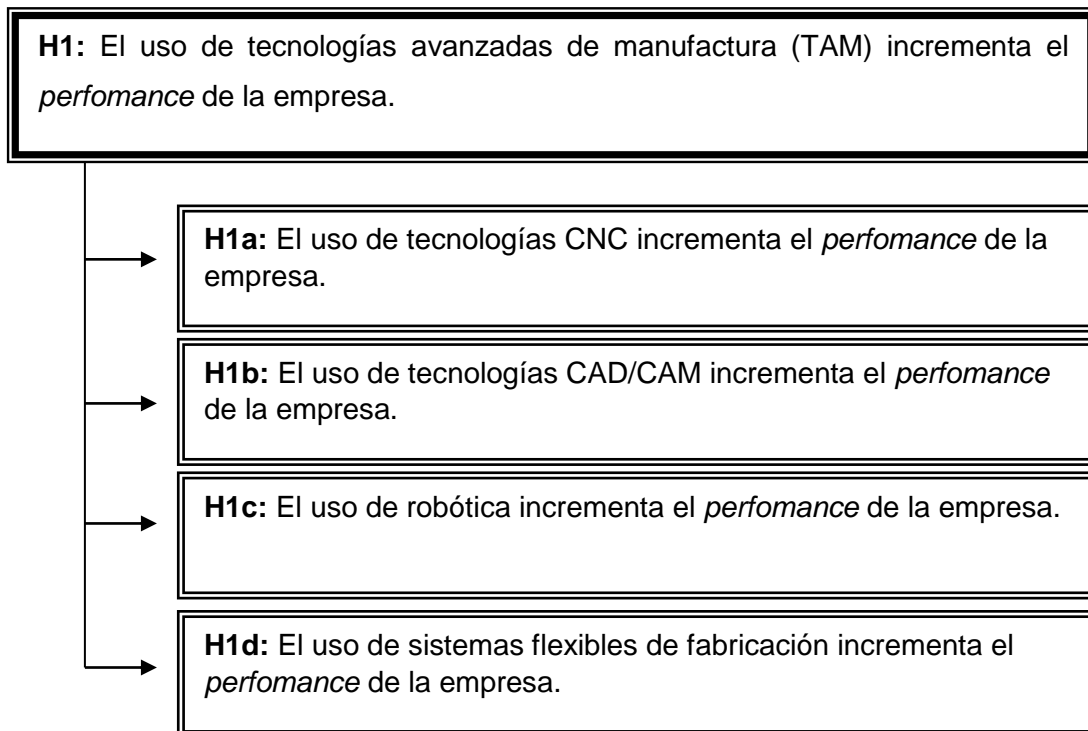 H1: El uso de tecnologías avanzadas de manufactura (TAM) incrementa el
perfomance de la empresa.
H1a: El uso de tecnologías CNC incrementa el perfomance de la
empresa.
H1b: El uso de tecnologías CAD/CAM incrementa el perfomance
de la empresa.
H1c: El uso de robótica incrementa el perfomance de la empresa.
H1d: El uso de sistemas flexibles de fabricación incrementa el
perfomance de la empresa.